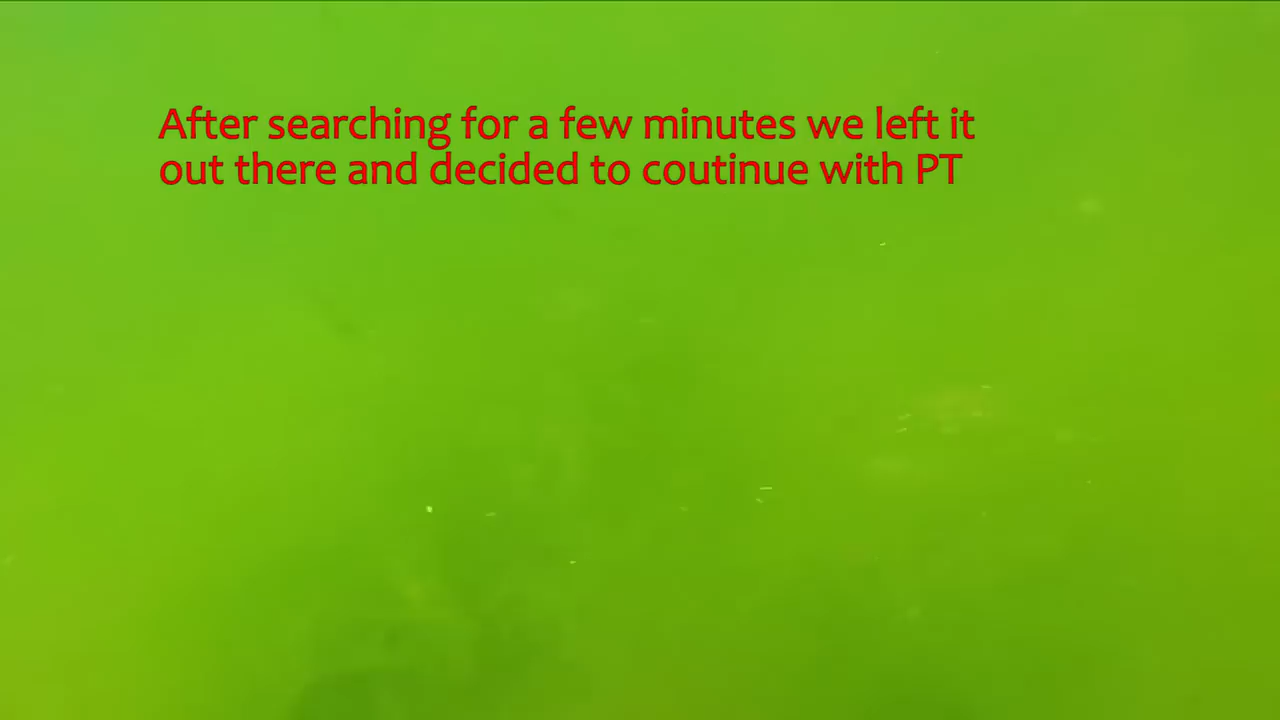 After searching for a few minutes we left it
out there and decided to coutinue with PT